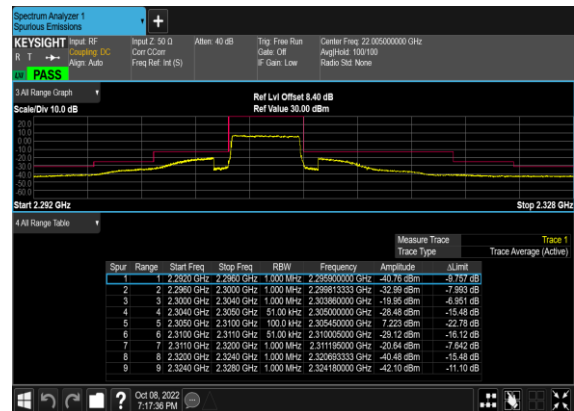 Spectrum Analyzer 1
Spurious Emissions
KEYSIGHT Input: RF Input Z: 50 Ω Atten: 40 dB Trig: Free Run Center Freq: 22.005000000 GHz
R T Coupling: DC Corr CCorr Gate: Off Avg|Hold: 100/100
Align: Auto Freq Ref: Int (S) IF Gain: Low Radio Std: None
PASS
3 All Range Graph
Ref Lvl Offset 8.40 dB
Scale/Div 10.0 dB Ref Value 30.00 dBm
20.0
10.0
0.00
-10.0
-20.0
-30.0
-40.0
-50.0
-60.0
Start 2.292 GHz Stop 2.328 GHz
4 All Range Table
Measure Trace Trace 1
Trace Type Trace Average (Active)
Spur Range Start Freq Stop Freq RBW Frequency Amplitude ΔLimit
1 1 2.2920 GHz 2.2960 GHz 1.000 MHz 2.295900000 GHz -40.76 dBm -9.757 dB
2 2 2.2960 GHz 2.3000 GHz 1.000 MHz 2.299813333 GHz -32.99 dBm -7.993 dB
3 3 2.3000 GHz 2.3040 GHz 1.000 MHz 2.303860000 GHz -19.95 dBm -6.951 dB
4 4 2.3040 GHz 2.3050 GHz 51.00 kHz 2.305000000 GHz -28.48 dBm -15.48 dB
5 5 2.3050 GHz 2.3100 GHz 100.0 kHz 2.305450000 GHz 7.223 dBm -22.78 dB
6 6 2.3100 GHz 2.3110 GHz 51.00 kHz 2.310005000 GHz -29.12 dBm -16.12 dB
7 7 2.3110 GHz 2.3200 GHz 1.000 MHz 2.311195000 GHz -20.64 dBm -7.642 dB
8 8 2.3200 GHz 2.3240 GHz 1.000 MHz 2.320693333 GHz -40.48 dBm -15.48 dB
9 9 2.3240 GHz 2.3280 GHz 1.000 MHz 2.324180000 GHz -42.10 dBm -11.10 dB
Oct 08, 2022
7:17:36 PM